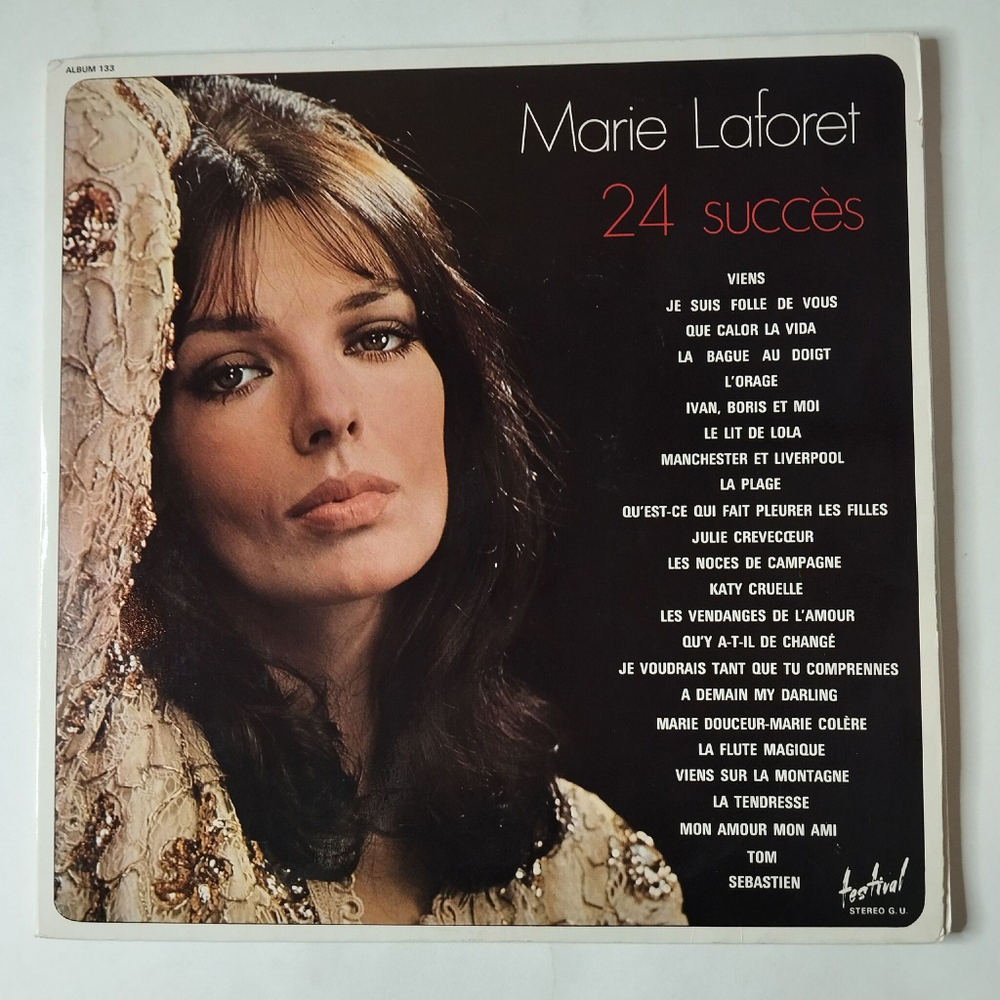 ALBUM 133
Marie Laforet
24 succès
VIENS
JE SUIS FOLLE DE VOUS
QUE CALOR LA VIDA
LA BAGUE AU DOIGT
L'ORAGE
IVAN, BORIS ET MOI
LE LIT DE LOLA
MANCHESTER ET LIVERPOOL
LA PLAGE
QU'EST-CE QUI FAIT PLEURER LES FILLES
JULIE CREVECŒUR
LES NOCES DE CAMPAGNE
KATY CRUELLE
LES VENDANGES DE L'AMOUR
QU'Y A-T-IL DE CHANGÉ
JE VOUDRAIS TANT QUE TU COMPRENNES
A DEMAIN MY DARLING
MARIE DOUCEUR-MARIE COLÈRE
LA FLUTE MAGIQUE
VIENS SUR LA MONTAGNE
LA TENDRESSE
MON AMOUR MON AMI
TOM
SEBASTIEN
festival
STEREO G.U.